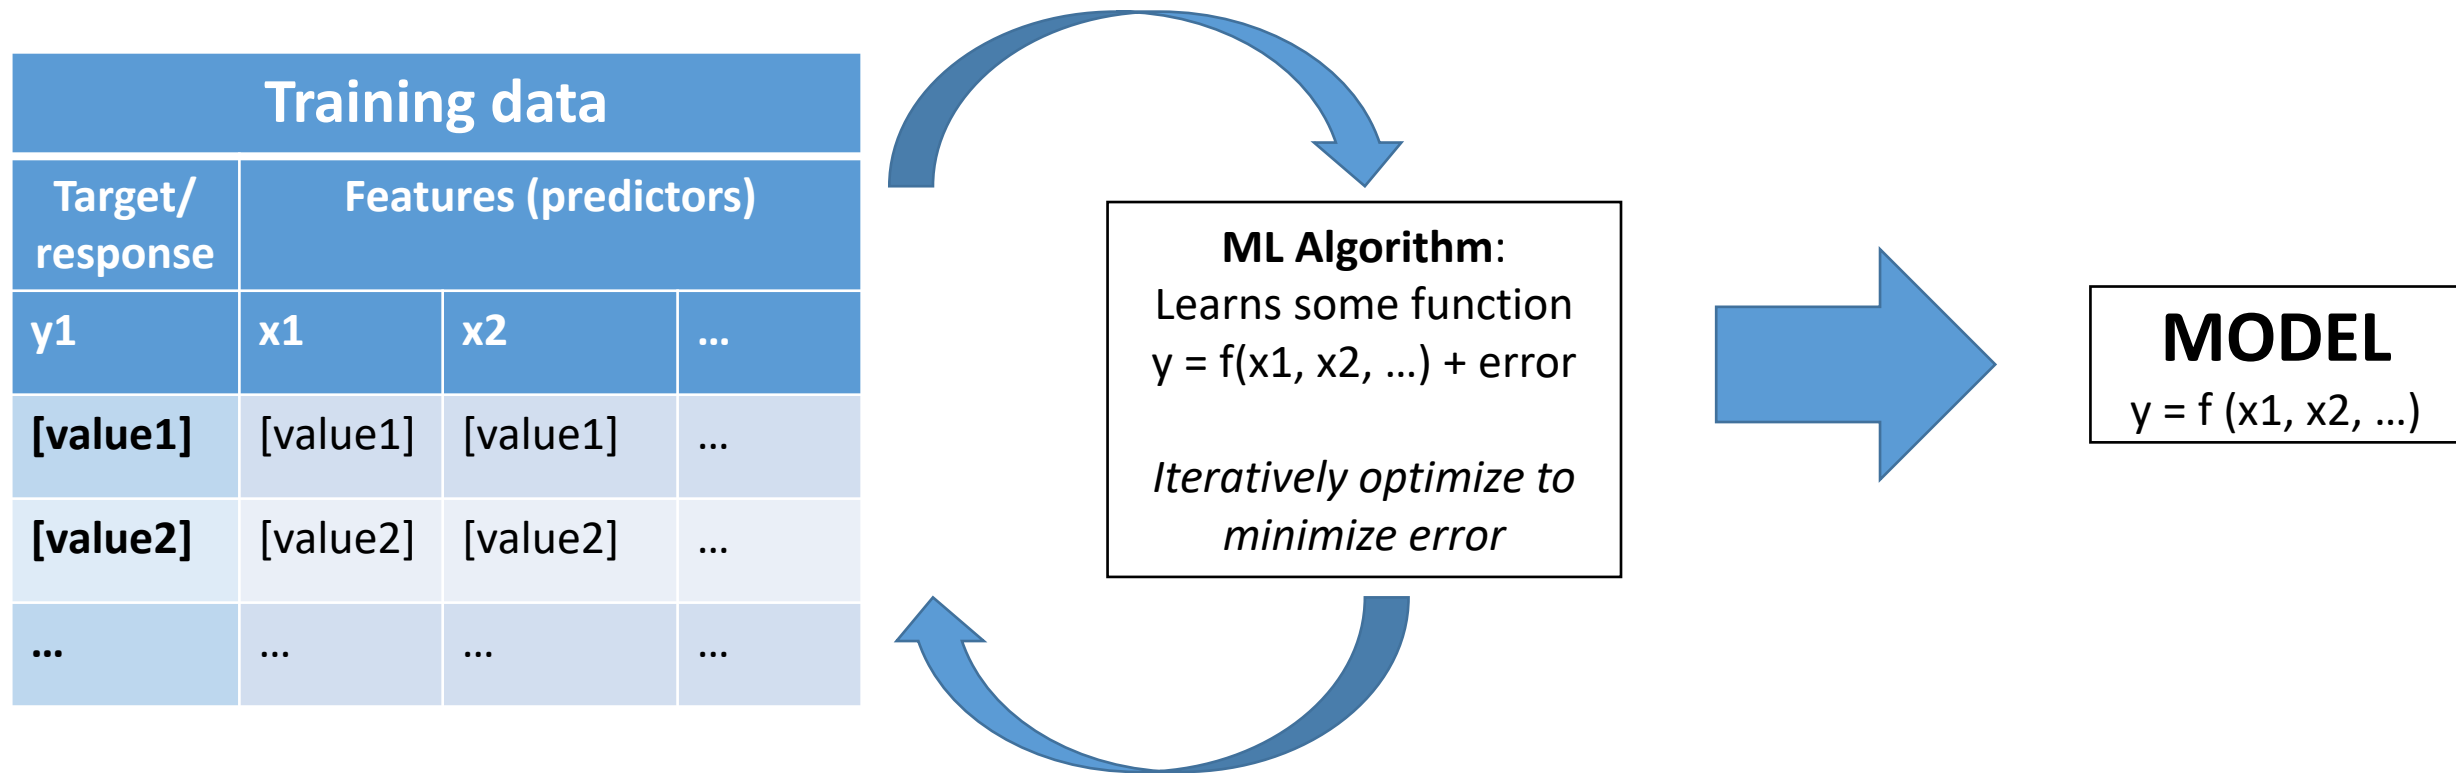 Training data
Target/
response
Features (predictors)
y1 x1 x2 ...
[value1] [value1] [value1] ...
[value2] [value2] [value2] ...
... ... ... ...
ML Algorithm:
Learns some function
y = f(x1, x2, ...) + error
Iteratively optimize to
minimize error
MODEL
y = f (x1, x2, ...)